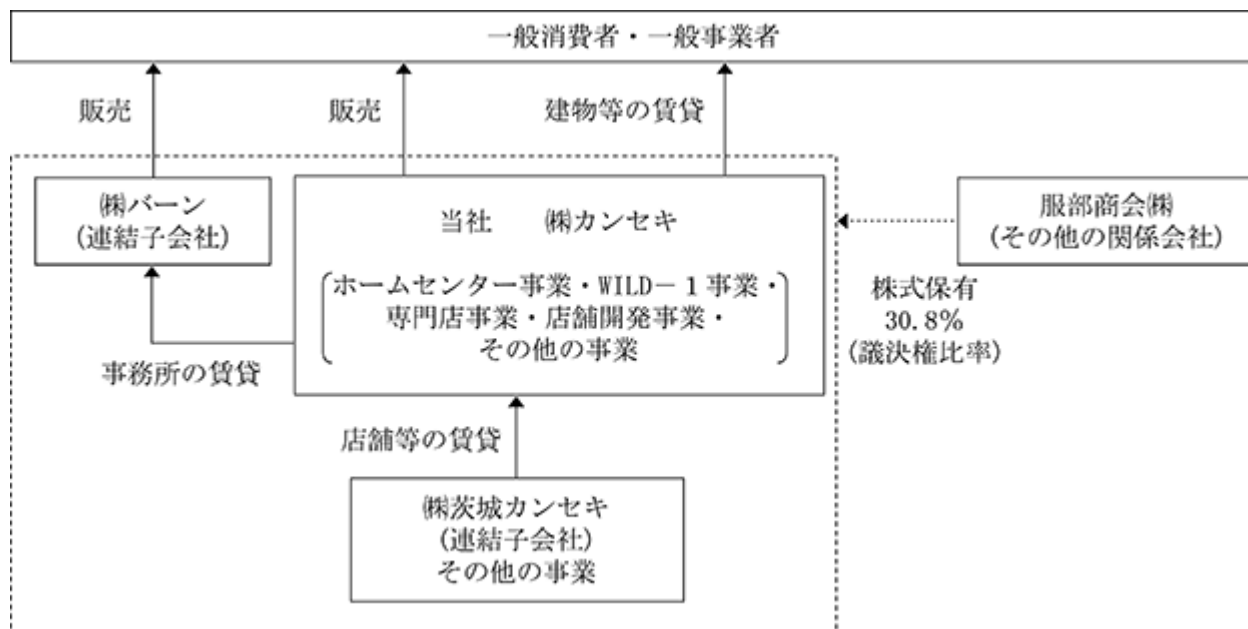 一般消費者・一般事業者
販売
販売
建物等の賃貸
㈱バーン
(連結子会社)
当社　㈱カンセキ
ホームセンター事業・WILD－1事業・
専門店事業・店舗開発事業・
その他の事業
服部商会㈱
(その他の関係会社)
株式保有
30.8%
(議決権比率)
事務所の賃貸
店舗等の賃貸
㈱茨城カンセキ
(連結子会社)
その他の事業